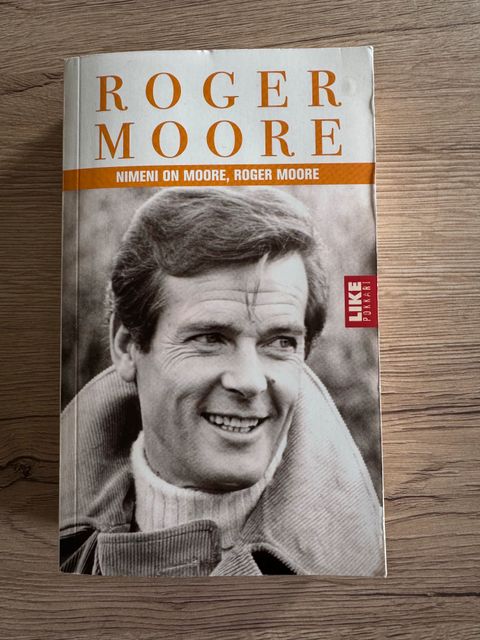 ROGER
MOORE
NIMENI ON MOORE, ROGER MOORE
LIKE
POKKARI